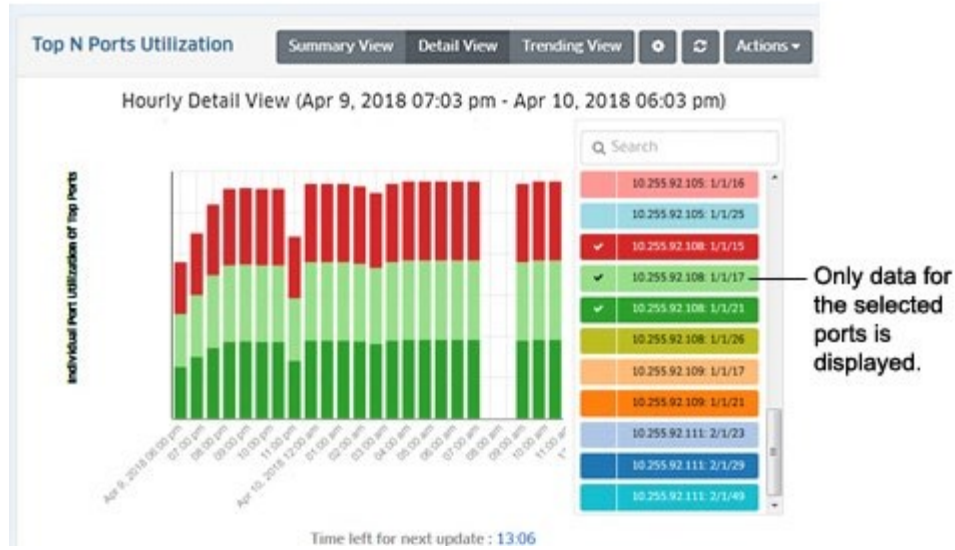 Top N Ports Utilization
Summary View
Detail View
Trending View
Actions
Hourly Detail View (Apr 9, 2018 07:03 pm - Apr 10, 2018 06:03 pm)
Individual Port Utilization of Top Ports
Search
10.255.92.105: 1/1/16
10.255.92.105: 1/1/25
10.255.92.108: 1/1/15
10.255.92.108: 1/1/17
10.255.92.108: 1/1/21
10.255.92.108: 1/1/26
10.255.92.109: 1/1/17
10.255.92.109: 1/1/21
10.255.92.111: 2/1/23
10.255.92.111: 2/1/29
10.255.92.111: 2/1/49
Only data for
the selected
ports is
displayed.
Apr 9, 2018 06:00 pm
07:00 pm
08:00 pm
09:00 pm
10:00 pm
11:00 pm
Apr 10, 2018 12:00 am
01:00 am
02:00 am
03:00 am
04:00 am
05:00 am
06:00 am
07:00 am
08:00 am
09:00 am
10:00 am
11:00 am
Time left for next update : 13:06